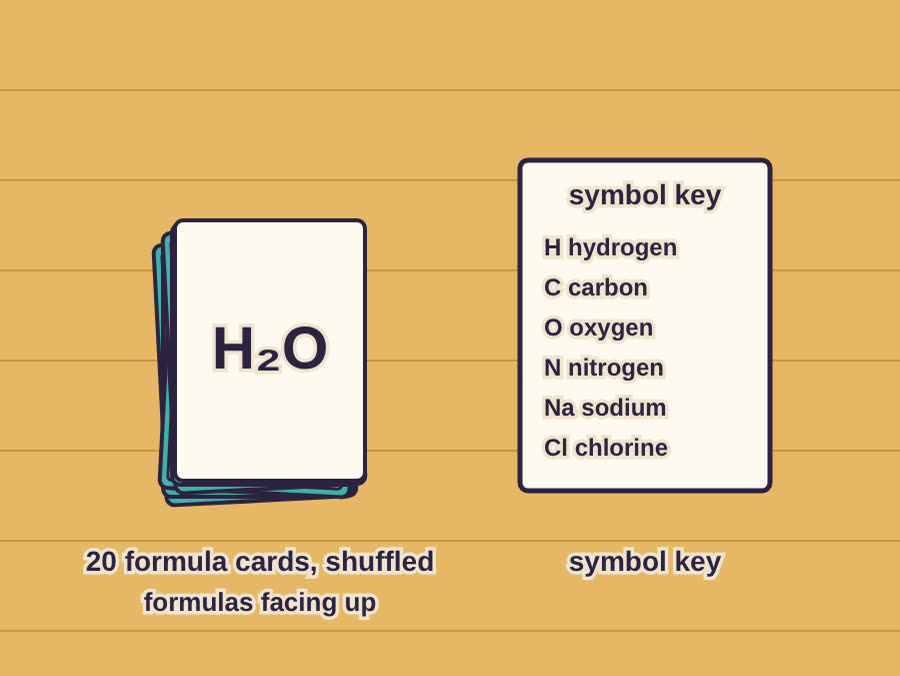 H₂O
20 formula cards, shuffled
formulas facing up
symbol key
H hydrogen
C carbon
O oxygen
N nitrogen
Na sodium
Cl chlorine
symbol key